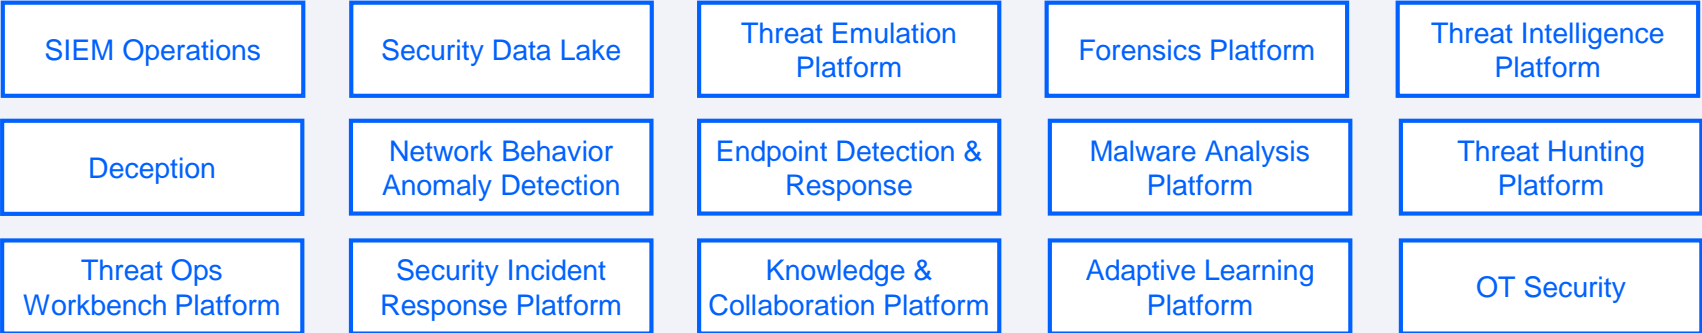 SIEM Operations
Security Data Lake
Threat Emulation
Platform
Forensics Platform
Threat Intelligence
Platform
Deception
Network Behavior
Anomaly Detection
Endpoint Detection &
Response
Malware Analysis
Platform
Threat Hunting
Platform
Threat Ops
Workbench Platform
Security Incident
Response Platform
Knowledge &
Collaboration Platform
Adaptive Learning
Platform
OT Security